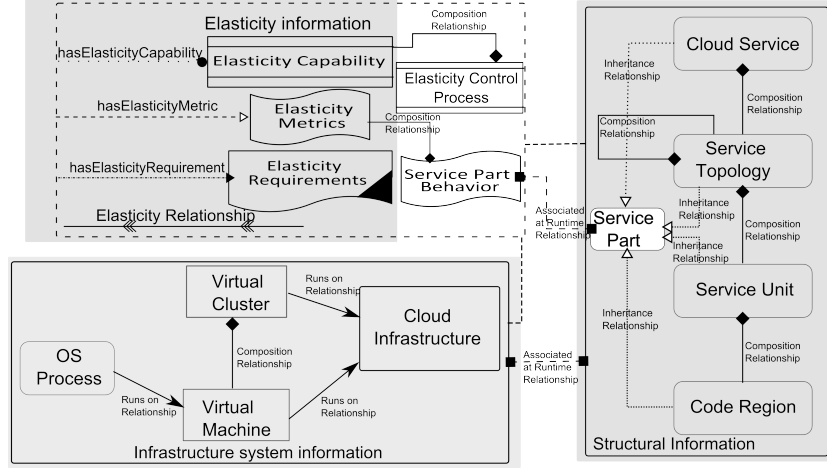 Elasticity information
hasElasticityCapability
Elasticity Capability
Composition
Relationship
Elasticity Control
Process
hasElasticityMetric
Elasticity
Metrics
Composition
Relationship
hasElasticityRequirement
Elasticity
Requirements
Service Part
Behavior
Elasticity Relationship
Associated
at Runtime
Relationship
Cloud Service
Inheritance
Relationship
Composition
Relationship
Composition
Relationship
Service
Topology
Inheritance
Relationship
Service
Part
Composition
Relationship
Inheritance
Relationship
Service Unit
Inheritance
Relationship
Composition
Relationship
Code Region
Structural Information
Virtual
Cluster
Runs on
Relationship
Cloud
Infrastructure
OS
Process
Composition
Relationship
Associated
at Runtime
Relationship
Runs on
Relationship
Virtual
Machine
Runs on
Relationship
Infrastructure system information